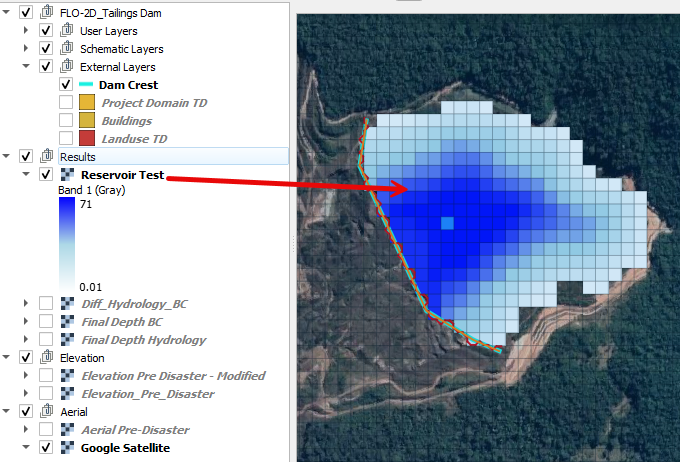 FLO-2D_Tailings Dam
User Layers
Schematic Layers
External Layers
Dam Crest
Project Domain TD
Buildings
Landuse TD
Results
Reservoir Test
Band 1 (Gray)
71
0.01
Diff_Hydrology_BC
Final Depth BC
Final Depth Hydrology
Elevation
Elevation Pre Disaster - Modified
Elevation_Pre_Disaster
Aerial
Aerial Pre-Disaster
Google Satellite